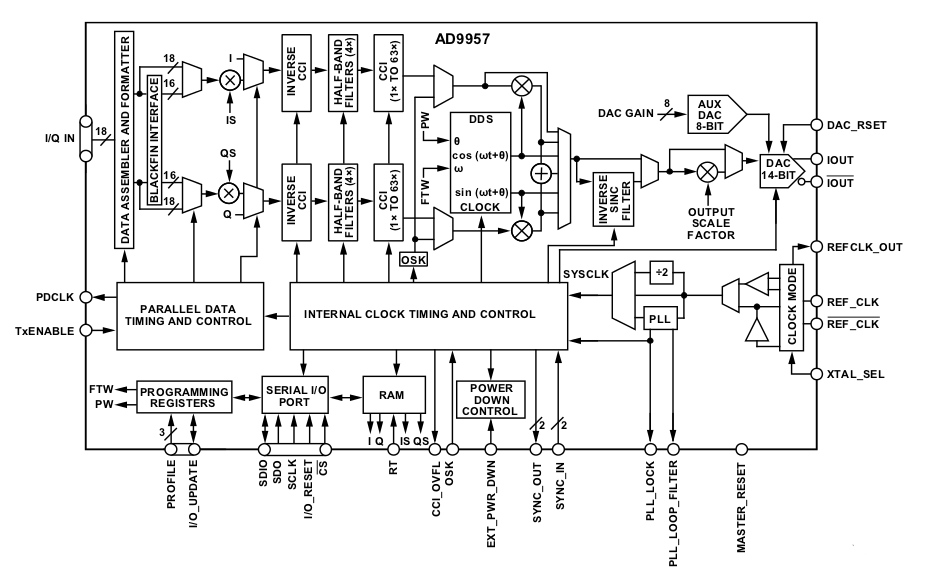 AD9957
I/Q IN
18
DATA ASSEMBLER AND FORMATTER
BLACKFIN INTERFACE
18
16
16
18
I
IS
QS
Q
INVERSE
CCI
HALF-BAND
FILTERS (4×)
CCI
(1× TO 63×)
INVERSE
CCI
HALF-BAND
FILTERS (4×)
CCI
(1× TO 63×)
OSK
PW
FTW
DDS
θ
cos (ωt+θ)
ω
sin (ωt+θ)
CLOCK
INVERSE
SINC
FILTER
OUTPUT
SCALE
FACTOR
DAC GAIN
8
AUX
DAC
8-BIT
DAC
14-BIT
DAC_RSET
IOUT
IOUT
REFCLK_OUT
REF_CLK
REF_CLK
XTAL_SEL
CLOCK MODE
SYSCLK
÷2
PLL
PDCLK
TxENABLE
PARALLEL DATA
TIMING AND CONTROL
INTERNAL CLOCK TIMING AND CONTROL
FTW
PW
PROGRAMMING
REGISTERS
SERIAL I/O
PORT
RAM
I Q IS QS
POWER
DOWN
CONTROL
3
2
2
PROFILE
I/O_UPDATE
SDIO
SDO
SCLK
I/O_RESET
CS
RT
CCI_OVFL
OSK
EXT_PWR_DWN
SYNC_OUT
SYNC_IN
PLL_LOCK
PLL_LOOP_FILTER
MASTER_RESET